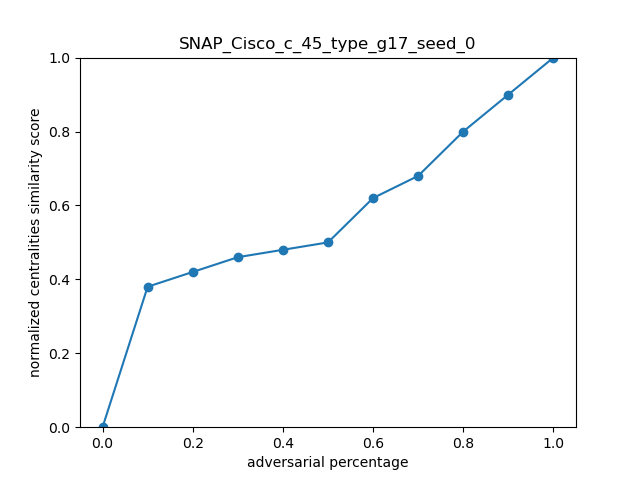 SNAP_Cisco_c_45_type_g17_seed_0
normalized centralities similarity score
1.0
0.8
0.6
0.4
0.2
0.0
0.0 0.2 0.4 0.6 0.8 1.0
adversarial percentage